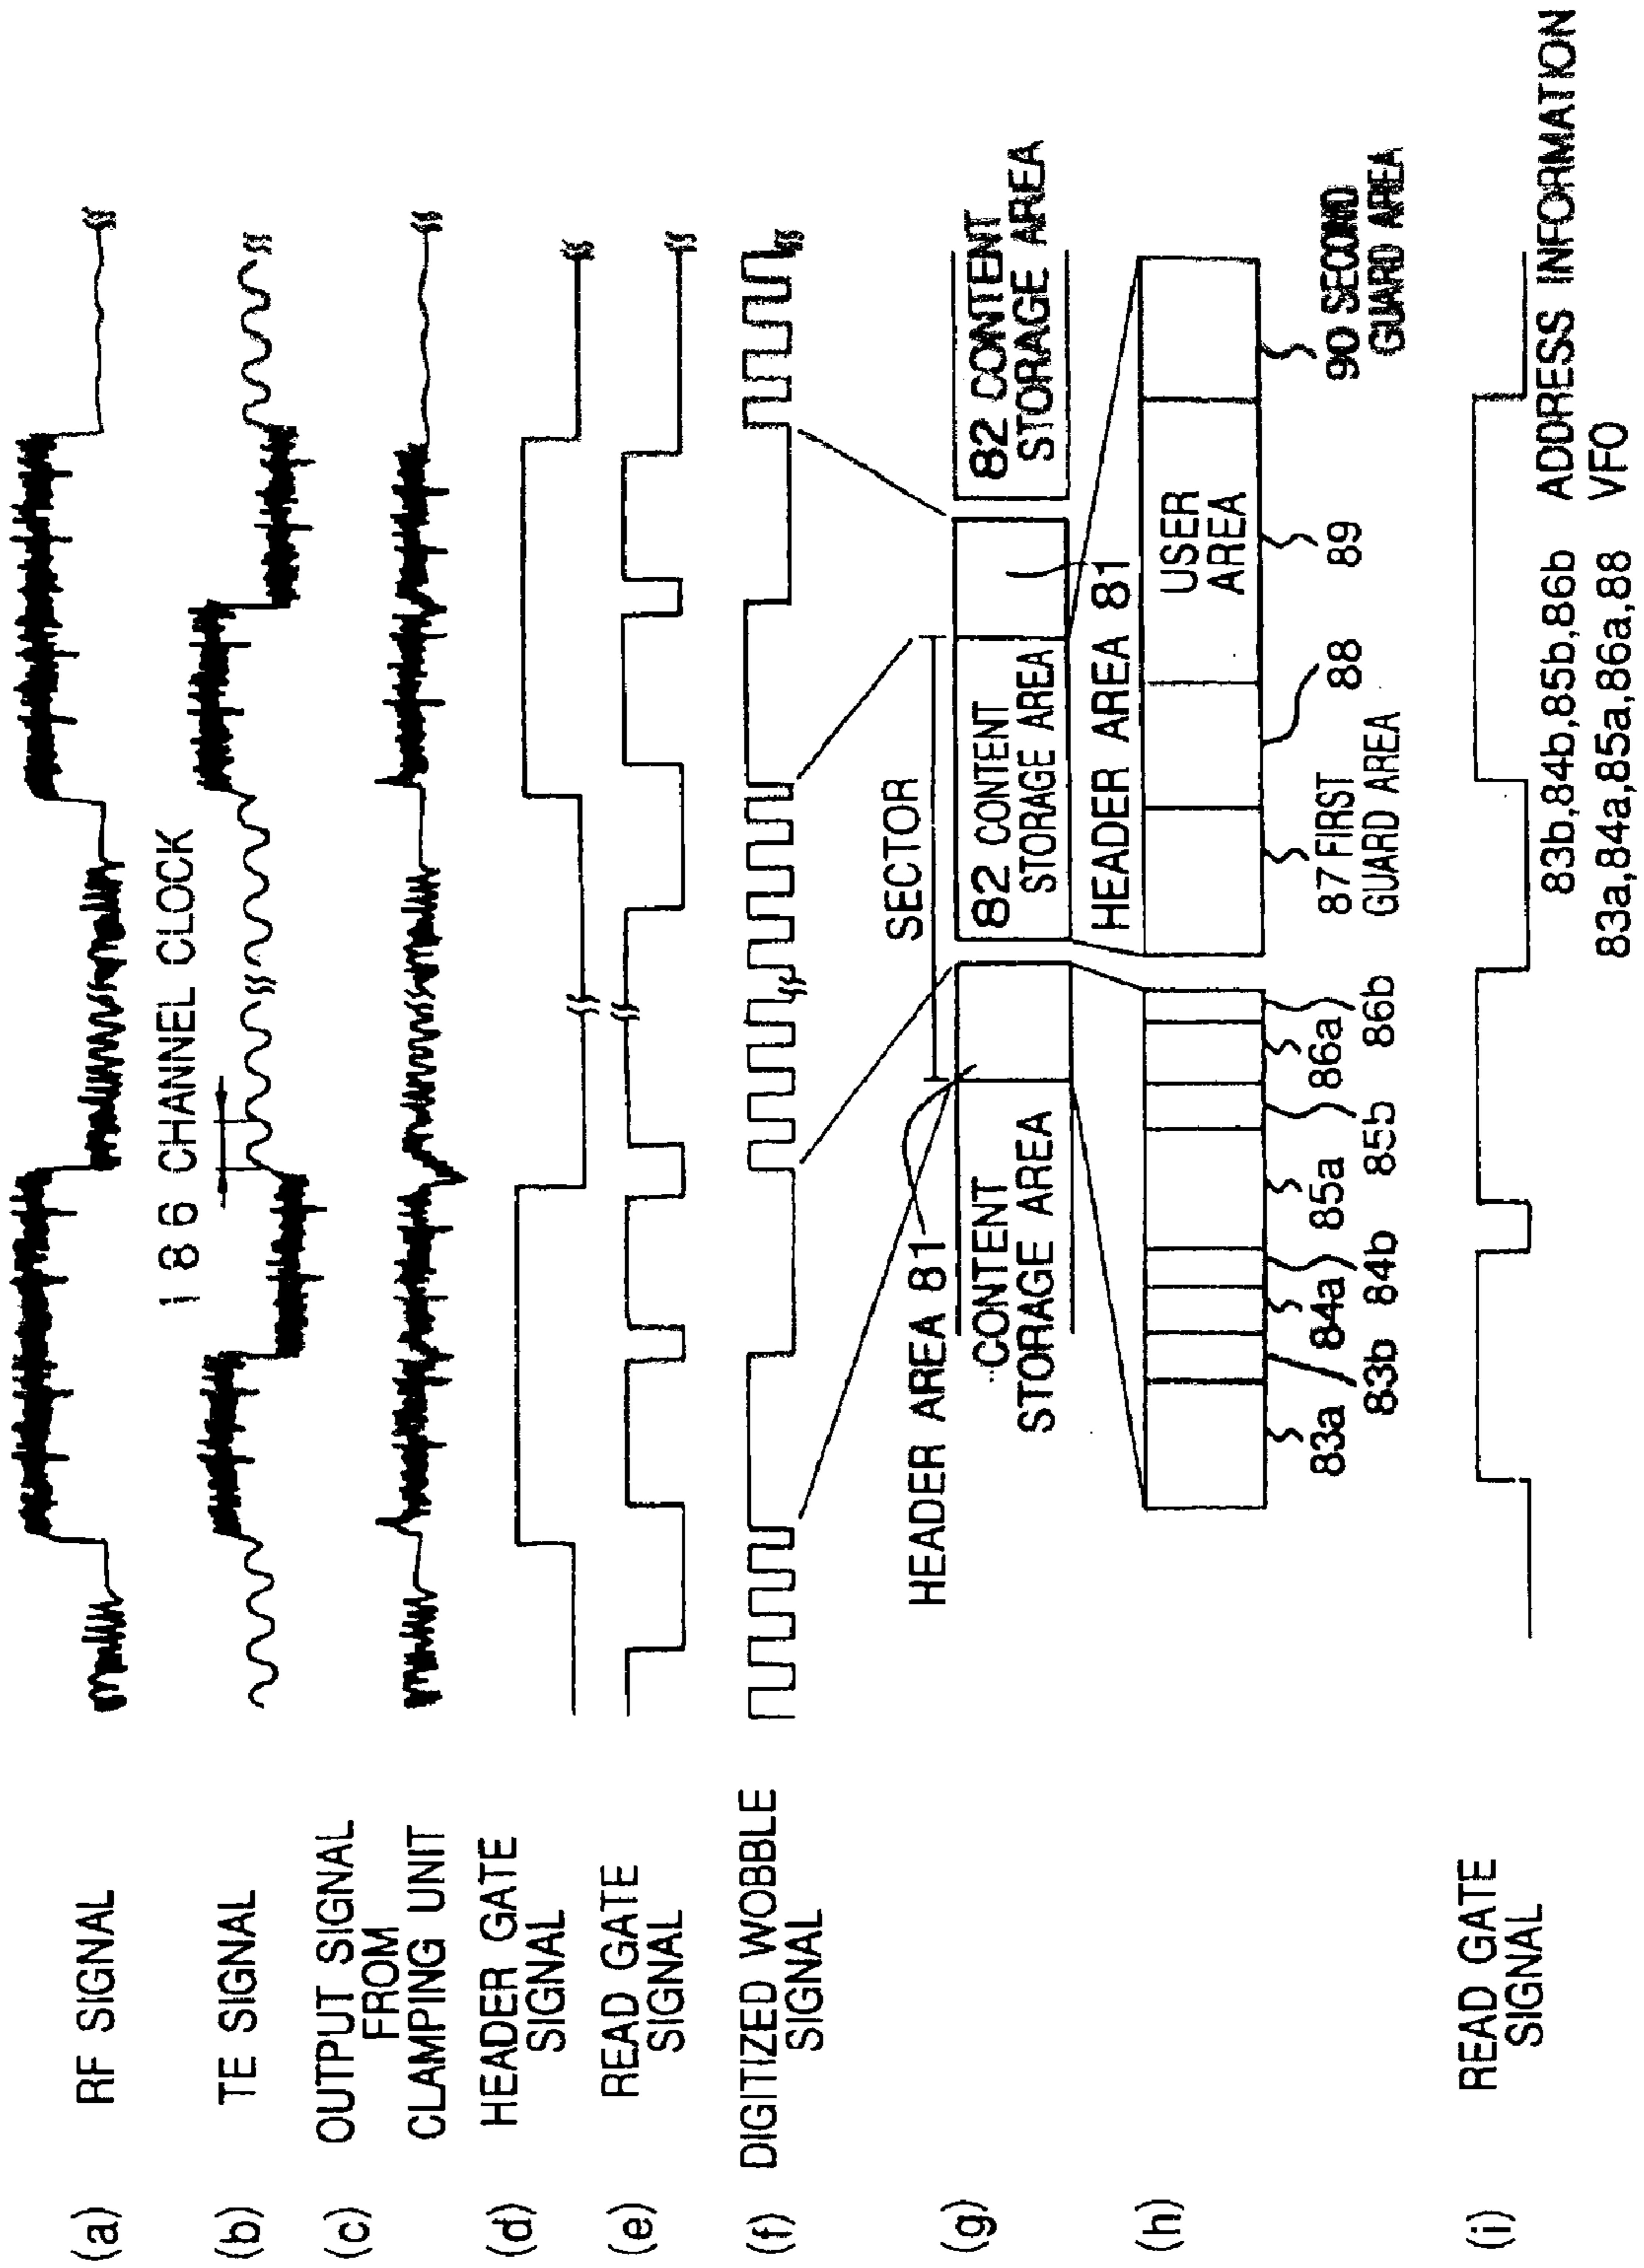 (a) RF SIGNAL
1 8 6 CHANNEL CLOCK
(b) TE SIGNAL
(c) OUTPUT SIGNAL
FROM
CLAMPING UNIT
(d) HEADER GATE
SIGNAL
(e) READ GATE
SIGNAL
(f) DIGITIZED WOBBLE
SIGNAL
(g)
HEADER AREA 81
CONTENT
STORAGE AREA
SECTOR
82 CONTENT
STORAGE AREA
82 CONTENT
STORAGE AREA
HEADER AREA 81
(h)
USER
AREA
83a
83b
84a
84b
85a
85b
86a
86b
87 FIRST
GUARD AREA
88
89
90 SECOND
GUARD AREA
(i) READ GATE
SIGNAL
83b,84b,85b,86b ADDRESS INFORMATION
83a,84a,85a,86a,88 VFO